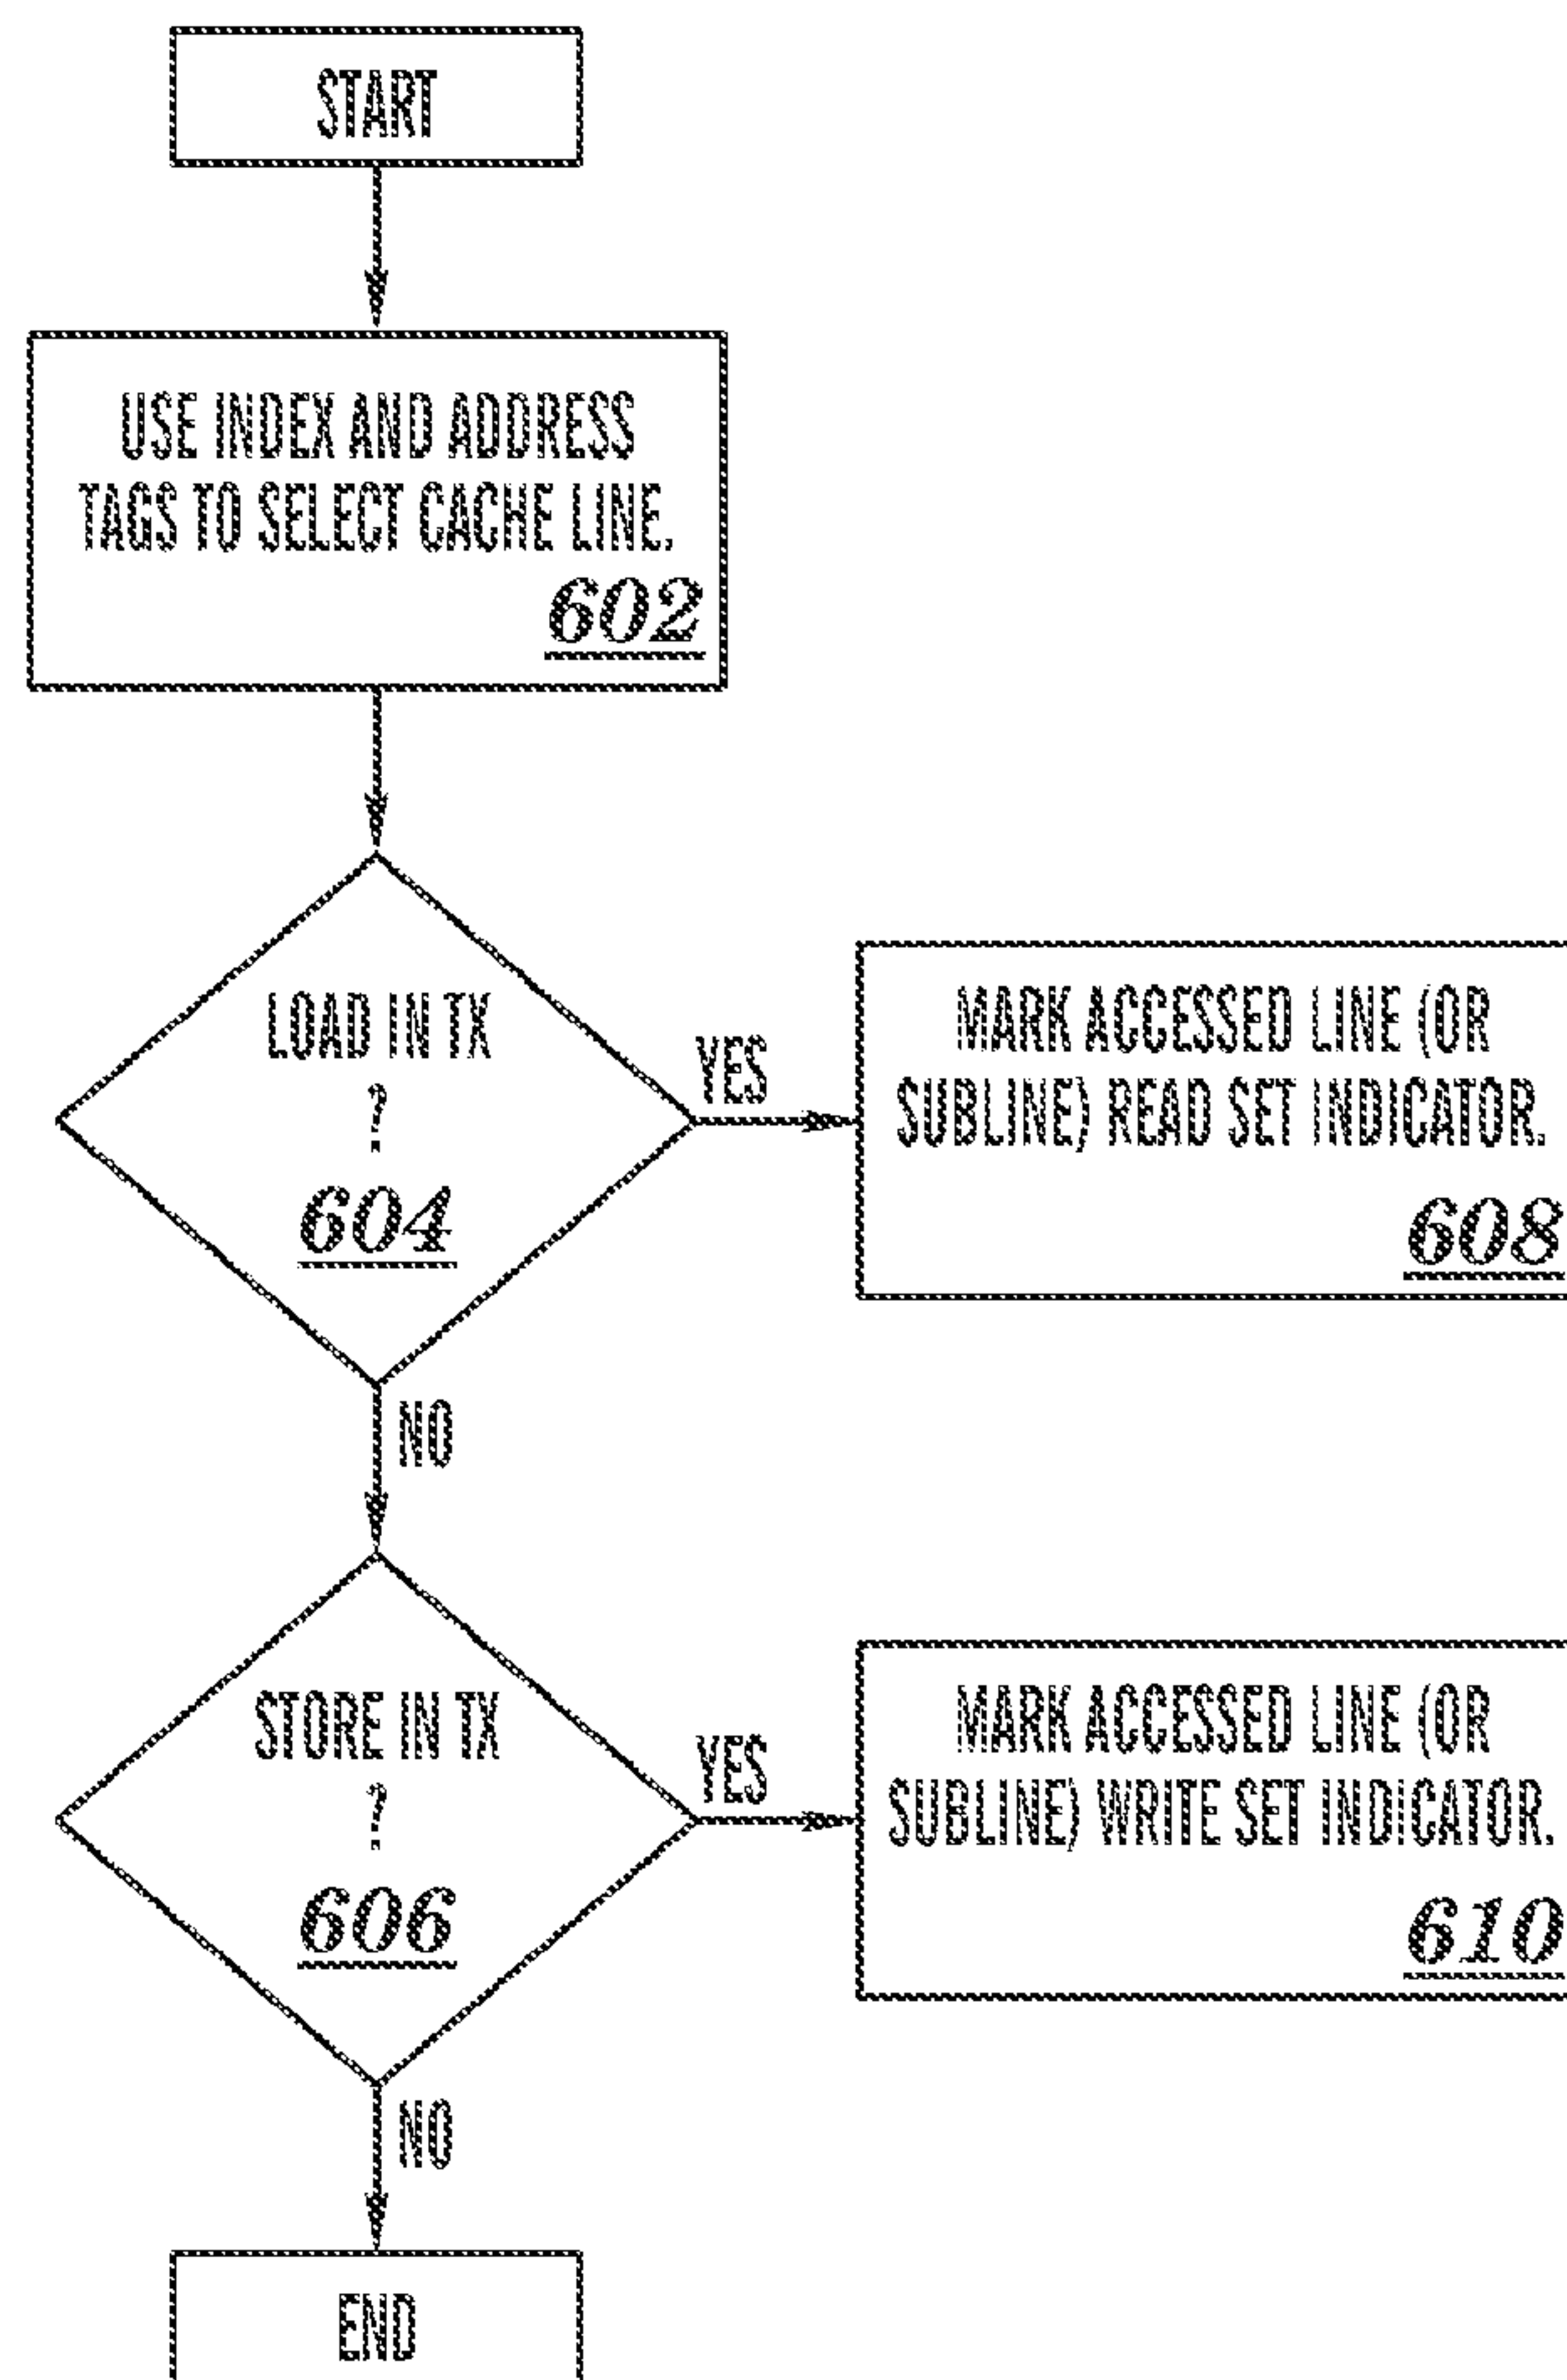 START
USE INDEX AND ADDRESS
TAGS TO SELECT CACHE LINE.
602
LOAD IN TX
?
604
YES
MARK ACCESSED LINE (OR
SUBLINE) READ SET INDICATOR.
608
NO
STORE IN TX
?
606
YES
MARK ACCESSED LINE (OR
SUBLINE) WRITE SET INDICATOR.
610
NO
END